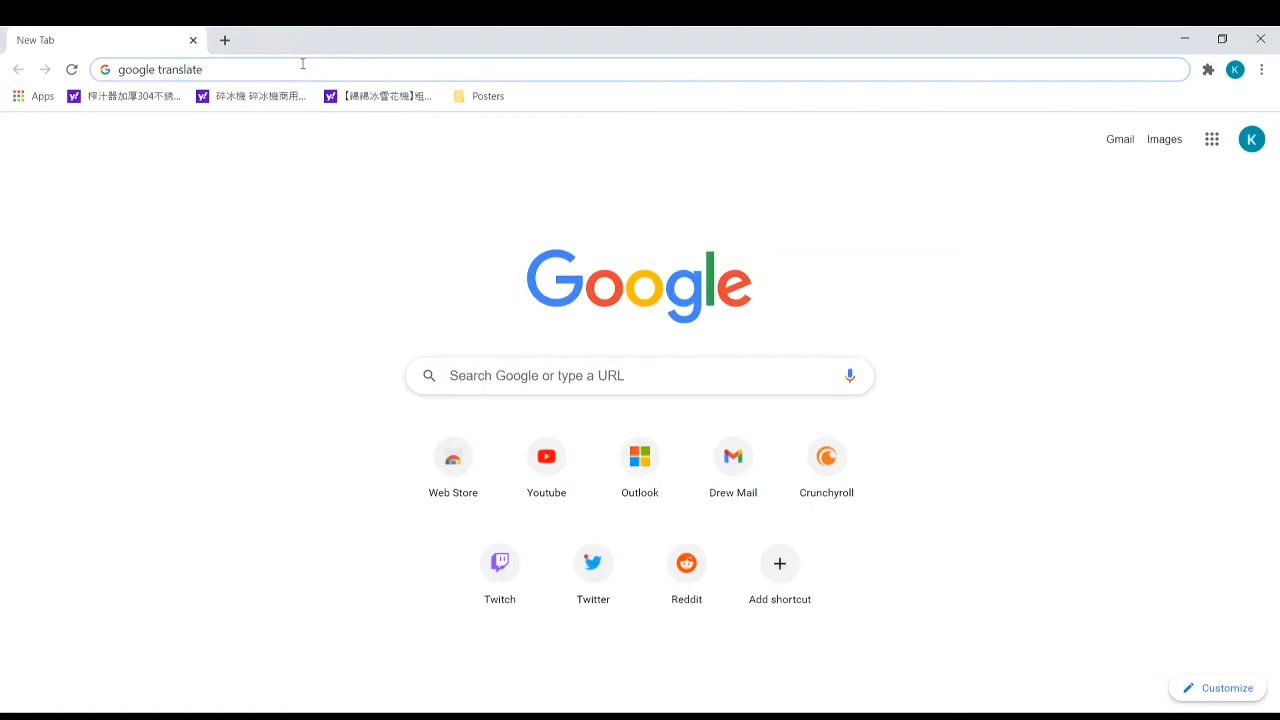 New Tab
google translate
Apps
榨汁器加厚304不銹...
碎冰機 碎冰機商用...
【綿綿冰雪花機】粗...
Posters
Gmail
Images
K
Google
Search Google or type a URL
Web Store
Youtube
Outlook
Drew Mail
Crunchyroll
Twitch
Twitter
Reddit
Add shortcut
Customize